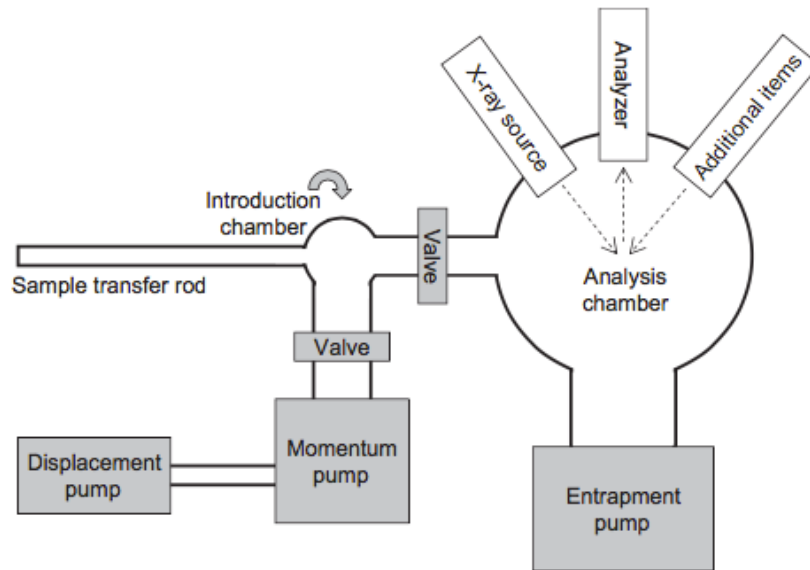 X-ray source
Analyzer
Additional items
Introduction
chamber
Valve
Sample transfer rod
Analysis
chamber
Valve
Displacement
pump
Momentum
pump
Entrapment
pump